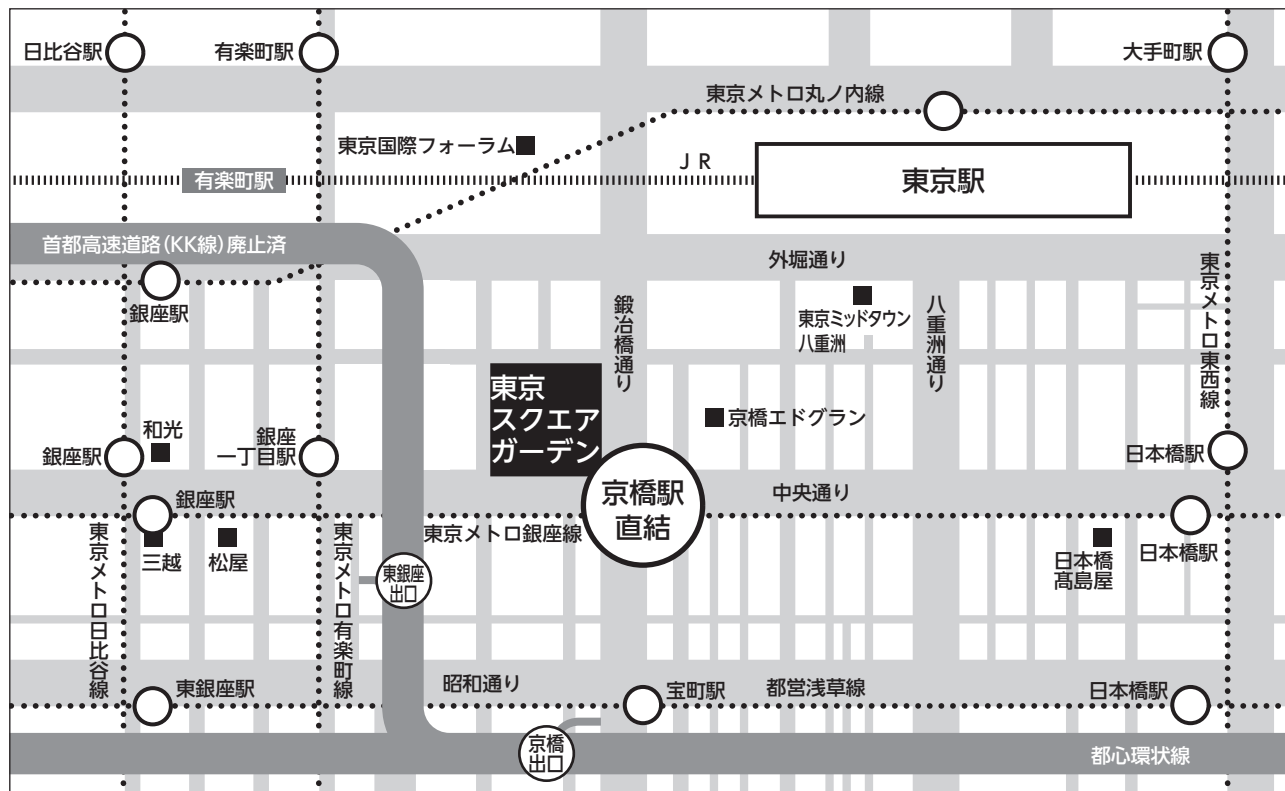 日比谷駅
有楽町駅
大手町駅
東京メトロ丸ノ内線
東京国際フォーラム
JR
東京駅
有楽町駅
首都高速道路(KK線)廃止済
外堀通り
銀座駅
鍛冶橋通り
東京ミッドタウン
八重洲
八重洲通り
東京メトロ東西線
東京
スクエア
ガーデン
京橋エドグラン
和光
銀座駅
銀座
一丁目駅
日本橋駅
京橋駅
直結
中央通り
銀座駅
東京メトロ銀座線
三越
松屋
日本橋
髙島屋
日本橋駅
東京メトロ日比谷線
東京メトロ有楽町線
東銀座
出口
東銀座駅
昭和通り
宝町駅
都営浅草線
日本橋駅
京橋
出口
都心環状線